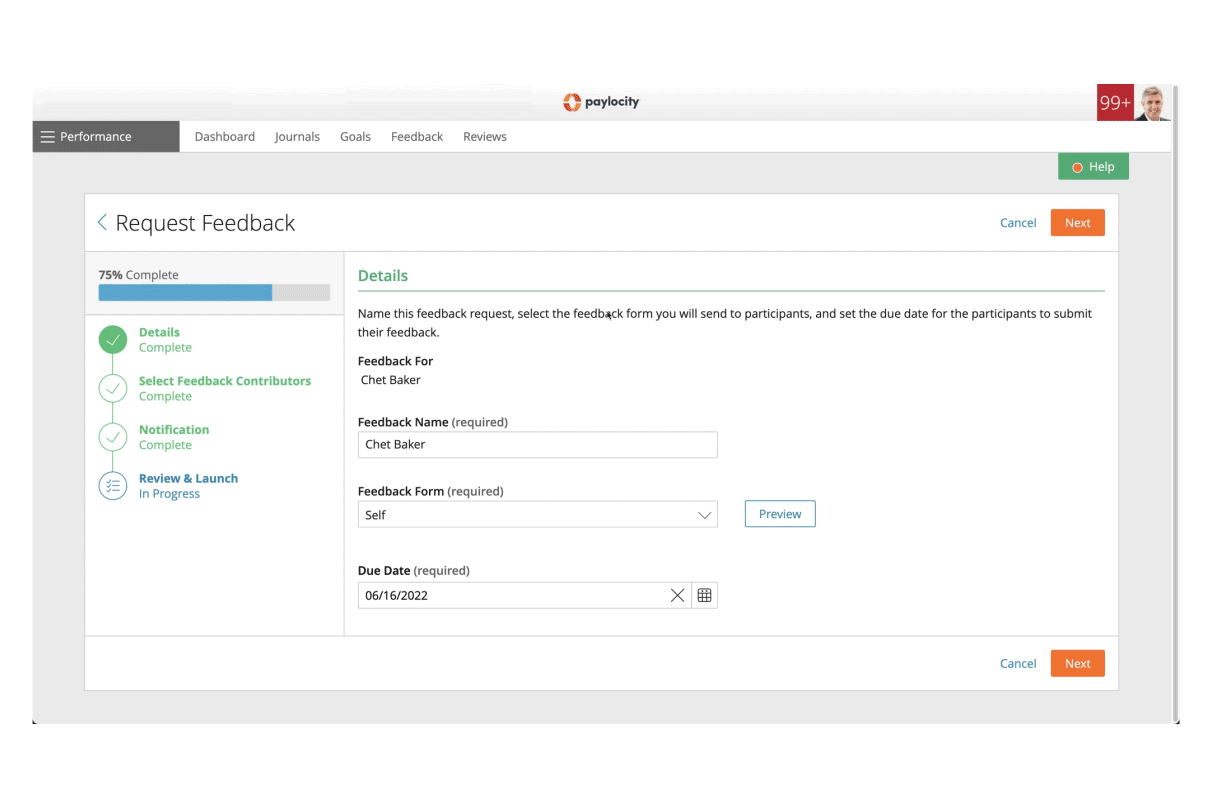 paylocity
99+
Performance Dashboard Journals Goals Feedback Reviews
Help
Request Feedback
Cancel Next
75% Complete
Details
Complete
Select Feedback Contributors
Complete
Notification
Complete
Review & Launch
In Progress
Details
Name this feedback request, select the feedback form you will send to participants, and set the due date for the participants to submit
their feedback.
Feedback For
Chet Baker
Feedback Name (required)
Chet Baker
Feedback Form (required)
Self Preview
Due Date (required)
06/16/2022
Cancel Next